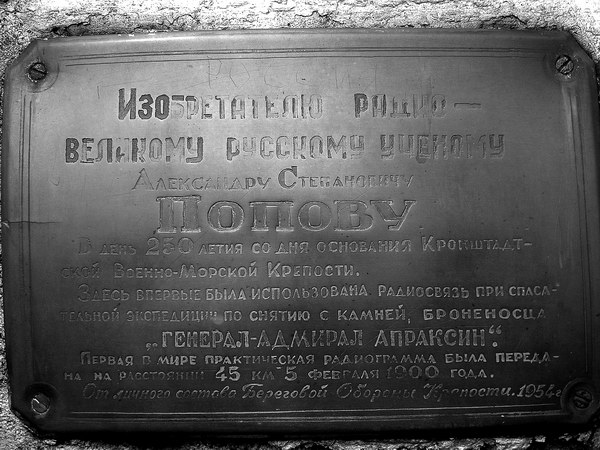 Изобретателю радио —
великому русскому ученому
Александру Степановичу
Попову
В день 250 летия со дня основания Кронштадт-
ской Военно-Морской Крапости.
Здесь впервые была использована радиосвязь при спаса-
тельной экспедиции по снятию с камней, броненосца
„Генерал-адмирал Апраксин".
Первая в мире практическая радиограмма была переда-
на на расстоянии 45 км 5 февраля 1900 года.
От личного состава Береговой Обороны Крепости. 1954г